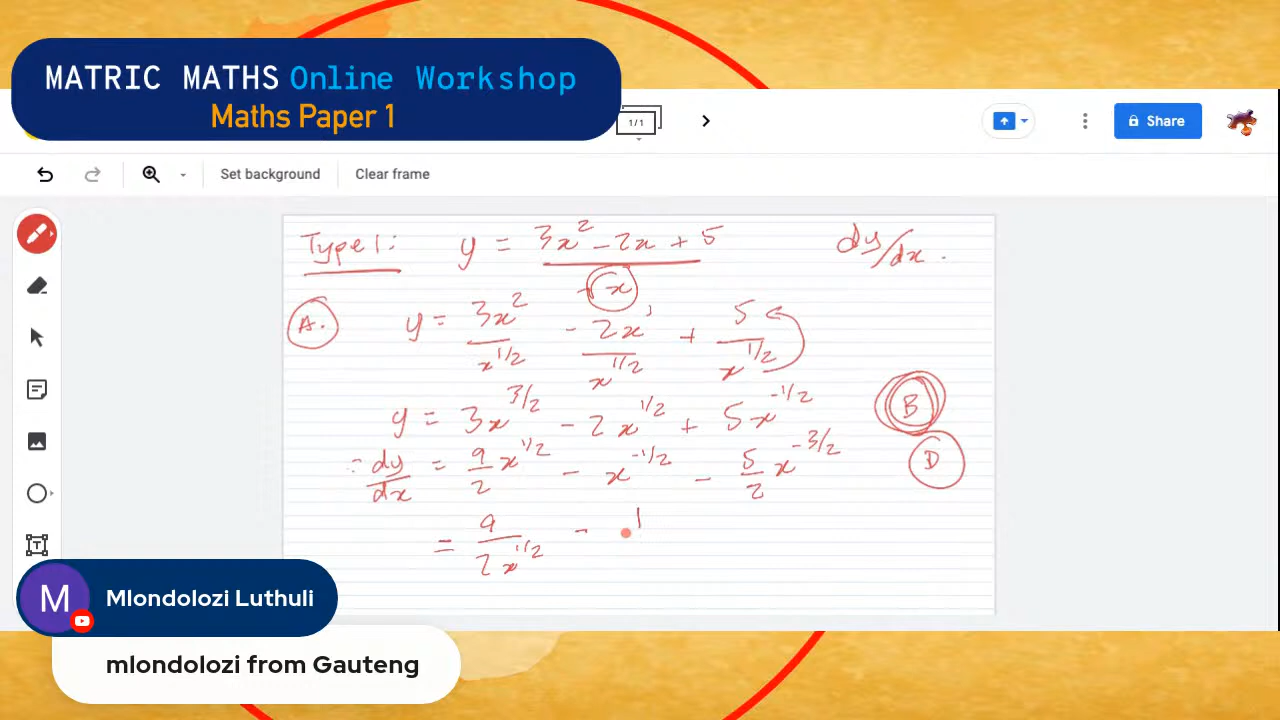 MATRIC MATHS Online Workshop
Maths Paper 1
1/1
Share
Set background
Clear frame
Type 1: y = (3x² - 2x + 5)/√x dy/dx.
A. y = 3x²/x^(1/2) - 2x¹/x^(1/2) + 5/x^(1/2)
y = 3x^(3/2) - 2x^(1/2) + 5x^(-1/2) B
∴ dy/dx = 9/2 x^(1/2) - x^(-1/2) - 5/2 x^(-3/2) D
= 9/(2x^(1/2)) - 1
M Mlondolozi Luthuli
mlondolozi from Gauteng